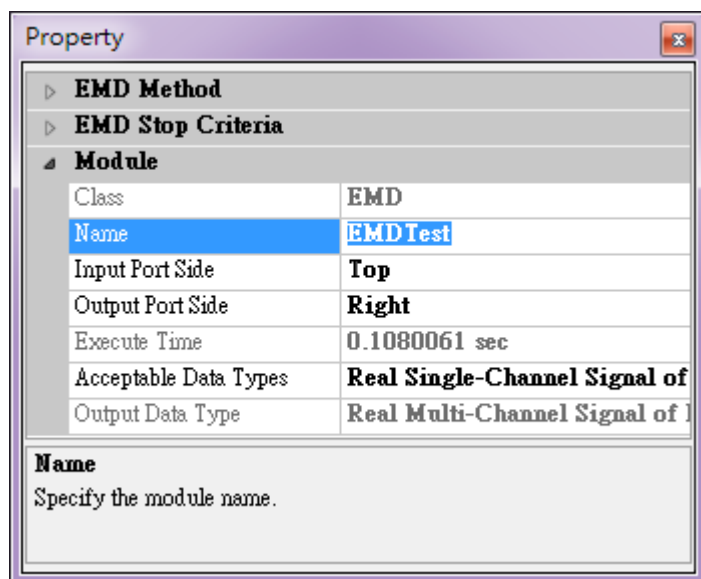 Property
EMD Method
EMD Stop Criteria
Module
Class EMD
Name EMDTest
Input Port Side Top
Output Port Side Right
Execute Time 0.1080061 sec
Acceptable Data Types Real Single-Channel Signal of
Output Data Type Real Multi-Channel Signal of
Name
Specify the module name.